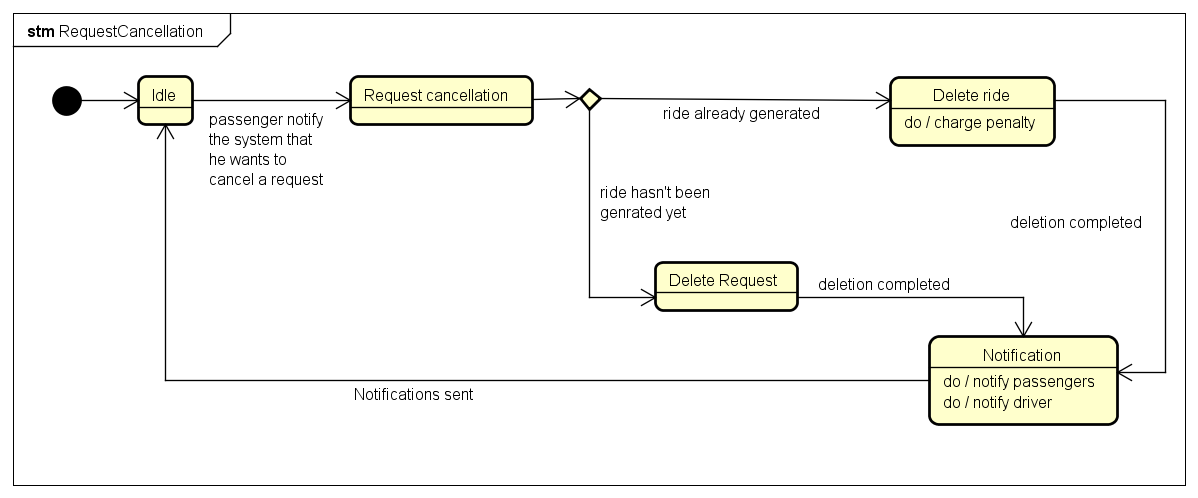 stm RequestCancellation
Idle
Request cancellation
Delete ride
do / charge penalty
passenger notify
the system that
he wants to
cancel a request
ride already generated
ride hasn't been
genrated yet
deletion completed
Delete Request
deletion completed
Notification
do / notify passengers
do / notify driver
Notifications sent